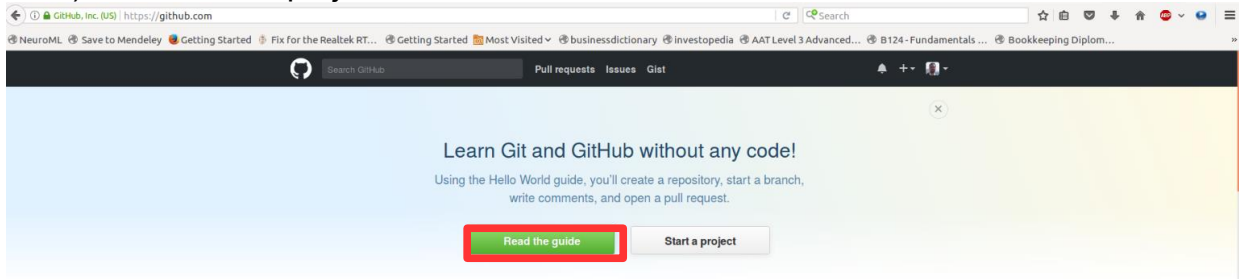 GitHub, Inc. (US) https://github.com Search
NeuroML Save to Mendeley Getting Started Fix for the Realtek RT... Getting Started Most Visited businessdictionary investopedia AAT Level 3 Advanced... B124 - Fundamentals ... Bookkeeping Diplom... »
Search GitHub Pull requests Issues Gist
Learn Git and GitHub without any code!
Using the Hello World guide, you'll create a repository, start a branch,
write comments, and open a pull request.
Read the guide Start a project